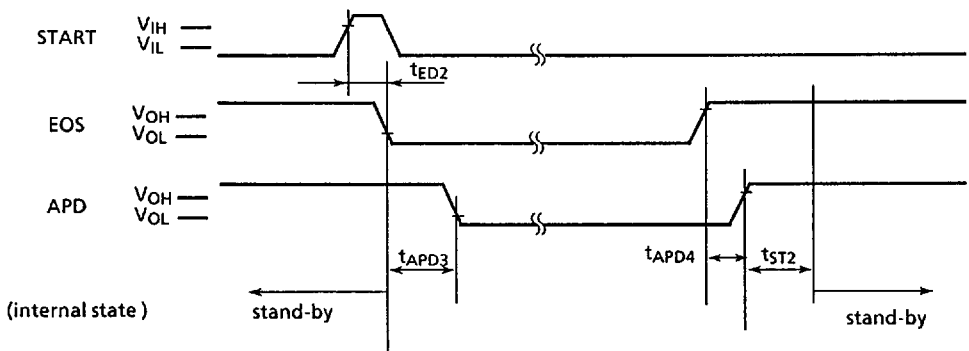 START
VIH
VIL
tED2
EOS
VOH
VOL
APD
VOH
VOL
tAPD3
tAPD4
tST2
(internal state )
stand-by
stand-by